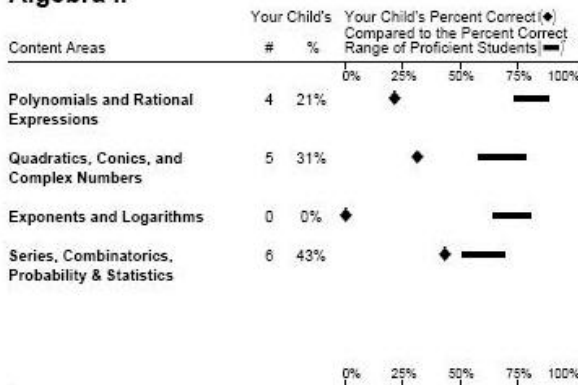 Algebra II
Your Child's Your Child's Percent Correct (◆)
Compared to the Percent Correct
Content Areas # % Range of Proficient Students (▬)
0% 25% 50% 75% 100%
Polynomials and Rational 4 21%
Expressions
Quadratics, Conics, and 5 31%
Complex Numbers
Exponents and Logarithms 0 0%
Series, Combinatorics, 6 43%
Probability & Statistics
0% 25% 50% 75% 100%